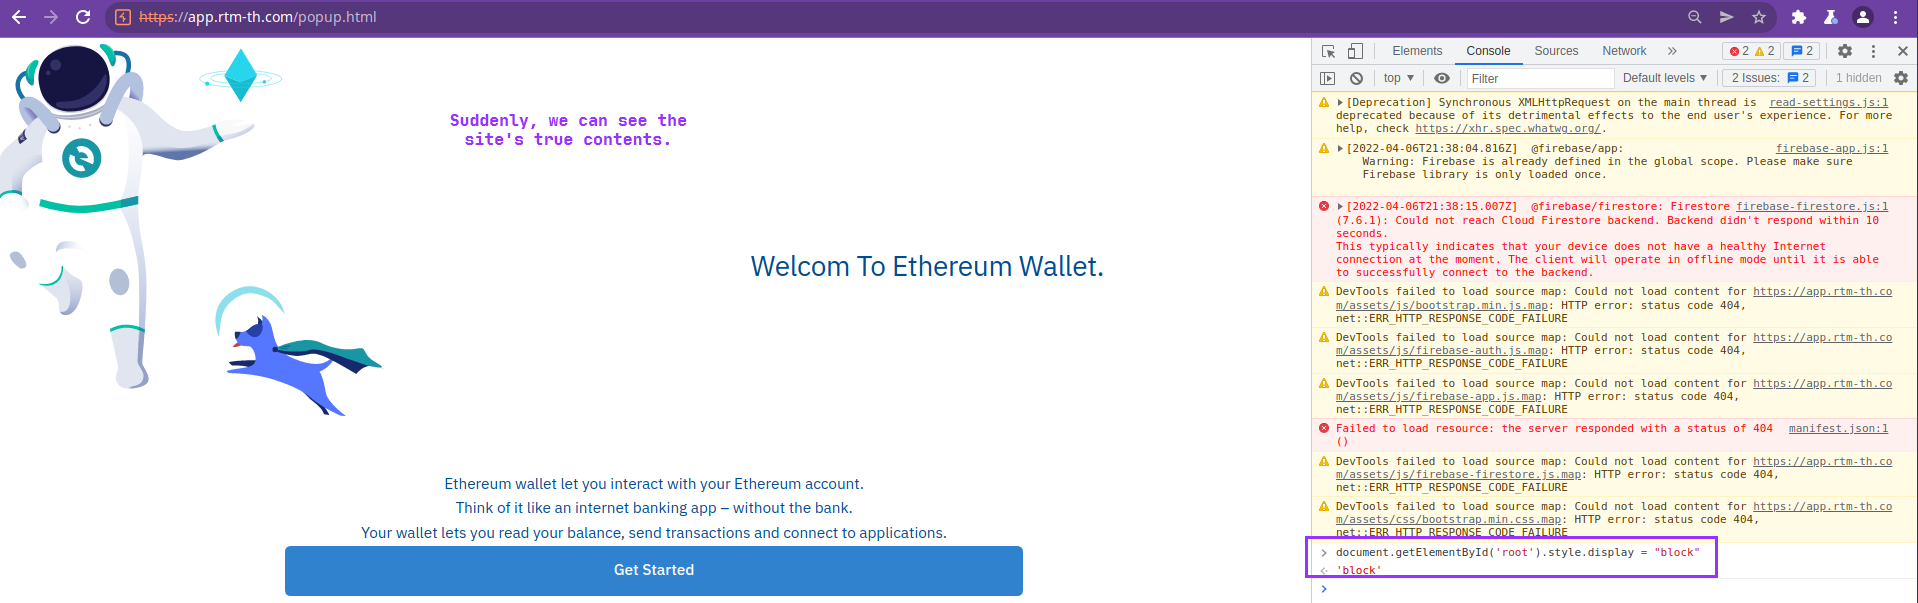 https://app.rtm-th.com/popup.html
Suddenly, we can see the
site's true contents.
Welcom To Ethereum Wallet.
Ethereum wallet let you interact with your Ethereum account.
Think of it like an internet banking app – without the bank.
Your wallet lets you read your balance, send transactions and connect to applications.
Get Started
Elements Console Sources Network » 2 2 2
top Filter Default levels 2 Issues: 2 1 hidden
[Deprecation] Synchronous XMLHttpRequest on the main thread is read-settings.js:1
deprecated because of its detrimental effects to the end user's experience. For more
help, check https://xhr.spec.whatwg.org/.
[2022-04-06T21:38:04.816Z] @firebase/app: firebase-app.js:1
Warning: Firebase is already defined in the global scope. Please make sure
Firebase library is only loaded once.
[2022-04-06T21:38:15.007Z] @firebase/firestore: Firestore firebase-firestore.js:1
(7.6.1): Could not reach Cloud Firestore backend. Backend didn't respond within 10
seconds.
This typically indicates that your device does not have a healthy Internet
connection at the moment. The client will operate in offline mode until it is able
to successfully connect to the backend.
DevTools failed to load source map: Could not load content for https://app.rtm-th.co
m/assets/js/bootstrap.min.js.map: HTTP error: status code 404,
net::ERR_HTTP_RESPONSE_CODE_FAILURE
DevTools failed to load source map: Could not load content for https://app.rtm-th.co
m/assets/js/firebase-auth.js.map: HTTP error: status code 404,
net::ERR_HTTP_RESPONSE_CODE_FAILURE
DevTools failed to load source map: Could not load content for https://app.rtm-th.co
m/assets/js/firebase-app.js.map: HTTP error: status code 404,
net::ERR_HTTP_RESPONSE_CODE_FAILURE
Failed to load resource: the server responded with a status of 404 manifest.json:1
()
DevTools failed to load source map: Could not load content for https://app.rtm-th.co
m/assets/js/firebase-firestore.js.map: HTTP error: status code 404,
net::ERR_HTTP_RESPONSE_CODE_FAILURE
DevTools failed to load source map: Could not load content for https://app.rtm-th.co
m/assets/css/bootstrap.min.css.map: HTTP error: status code 404,
net::ERR_HTTP_RESPONSE_CODE_FAILURE
document.getElementById('root').style.display = "block"
'block'